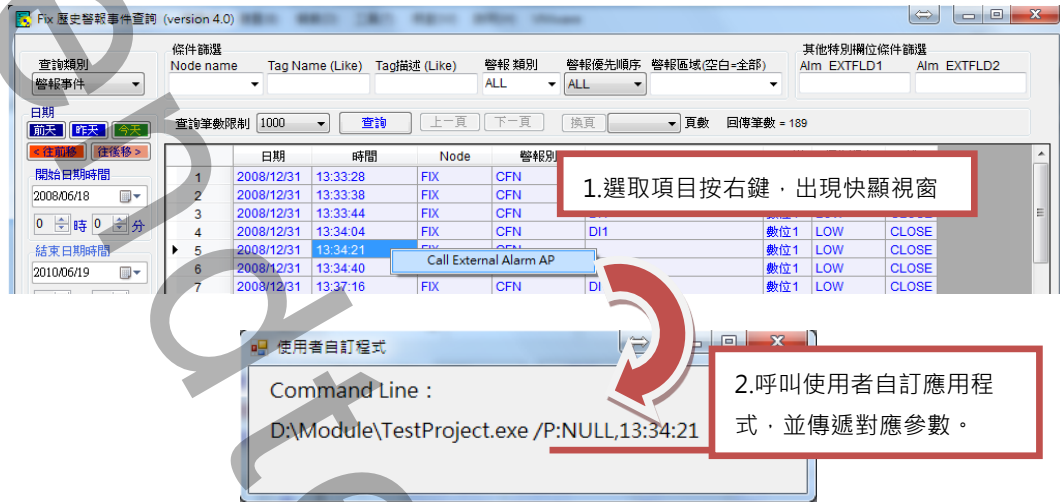 Fix 歷史警報事件查詢 (version 4.0)
查詢類別
警報事件
條件篩選
Node name Tag Name (Like) Tag描述 (Like) 警報 類別 警報優先順序 警報區域(空白=全部)
ALL ALL
其他特別欄位條件篩選
Alm EXTFLD1 Alm EXTFLD2
日期
前天 昨天 今天
<往前移 往後移>
開始日期時間
2008/06/18
0 時 0 分
結束日期時間
2010/06/19
查詢筆數限制 1000 查詢 上一頁 下一頁 換頁 頁數 回傳筆數 = 189
日期 時間 Node 警報別
1 2008/12/31 13:33:28 FIX CFN
2 2008/12/31 13:33:38 FIX CFN
3 2008/12/31 13:33:44 FIX CFN 數位1 LOW CLOSE
4 2008/12/31 13:34:04 FIX CFN DI1 數位1 LOW CLOSE
5 2008/12/31 13:34:21 FIX CFN 數位1 LOW CLOSE
6 2008/12/31 13:34:40 數位1 LOW CLOSE
7 2008/12/31 13:37:16 FIX CFN DI 數位1 LOW CLOSE
Call External Alarm AP
1.選取項目按右鍵，出現快顯視窗
使用者自訂程式
Command Line :
D:\Module\TestProject.exe /P:NULL,13:34:21
2.呼叫使用者自訂應用程
式，並傳遞對應參數。